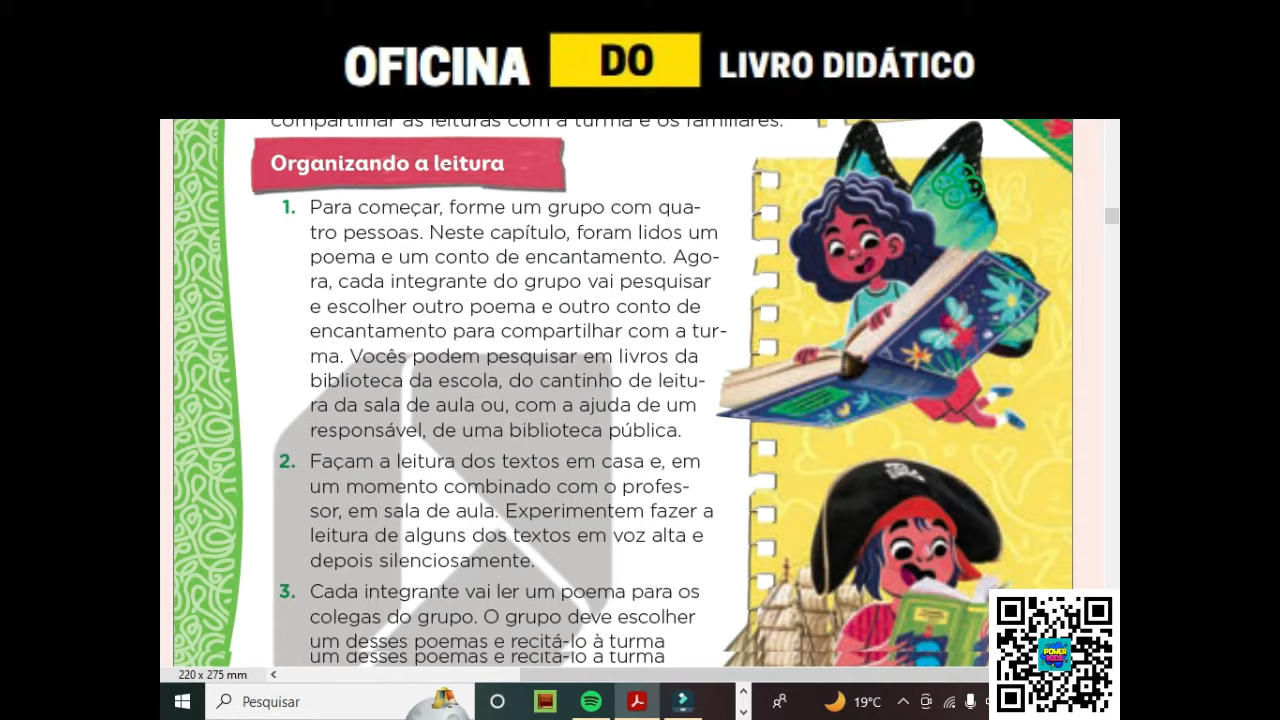 OFICINA DO LIVRO DIDÁTICO
compartilhar as leituras com a turma e os familiares.
Organizando a leitura
1. Para começar, forme um grupo com qua-
tro pessoas. Neste capítulo, foram lidos um
poema e um conto de encantamento. Ago-
ra, cada integrante do grupo vai pesquisar
e escolher outro poema e outro conto de
encantamento para compartilhar com a tur-
ma. Vocês podem pesquisar em livros da
biblioteca da escola, do cantinho de leitu-
ra da sala de aula ou, com a ajuda de um
responsável, de uma biblioteca pública.
2. Façam a leitura dos textos em casa e, em
um momento combinado com o profes-
sor, em sala de aula. Experimentem fazer a
leitura de alguns dos textos em voz alta e
depois silenciosamente.
3. Cada integrante vai ler um poema para os
colegas do grupo. O grupo deve escolher
um desses poemas e recitá-lo à turma
um desses poemas e recitá-lo à turma
POWER
KIDS
220 x 275 mm
Pesquisar
19°C